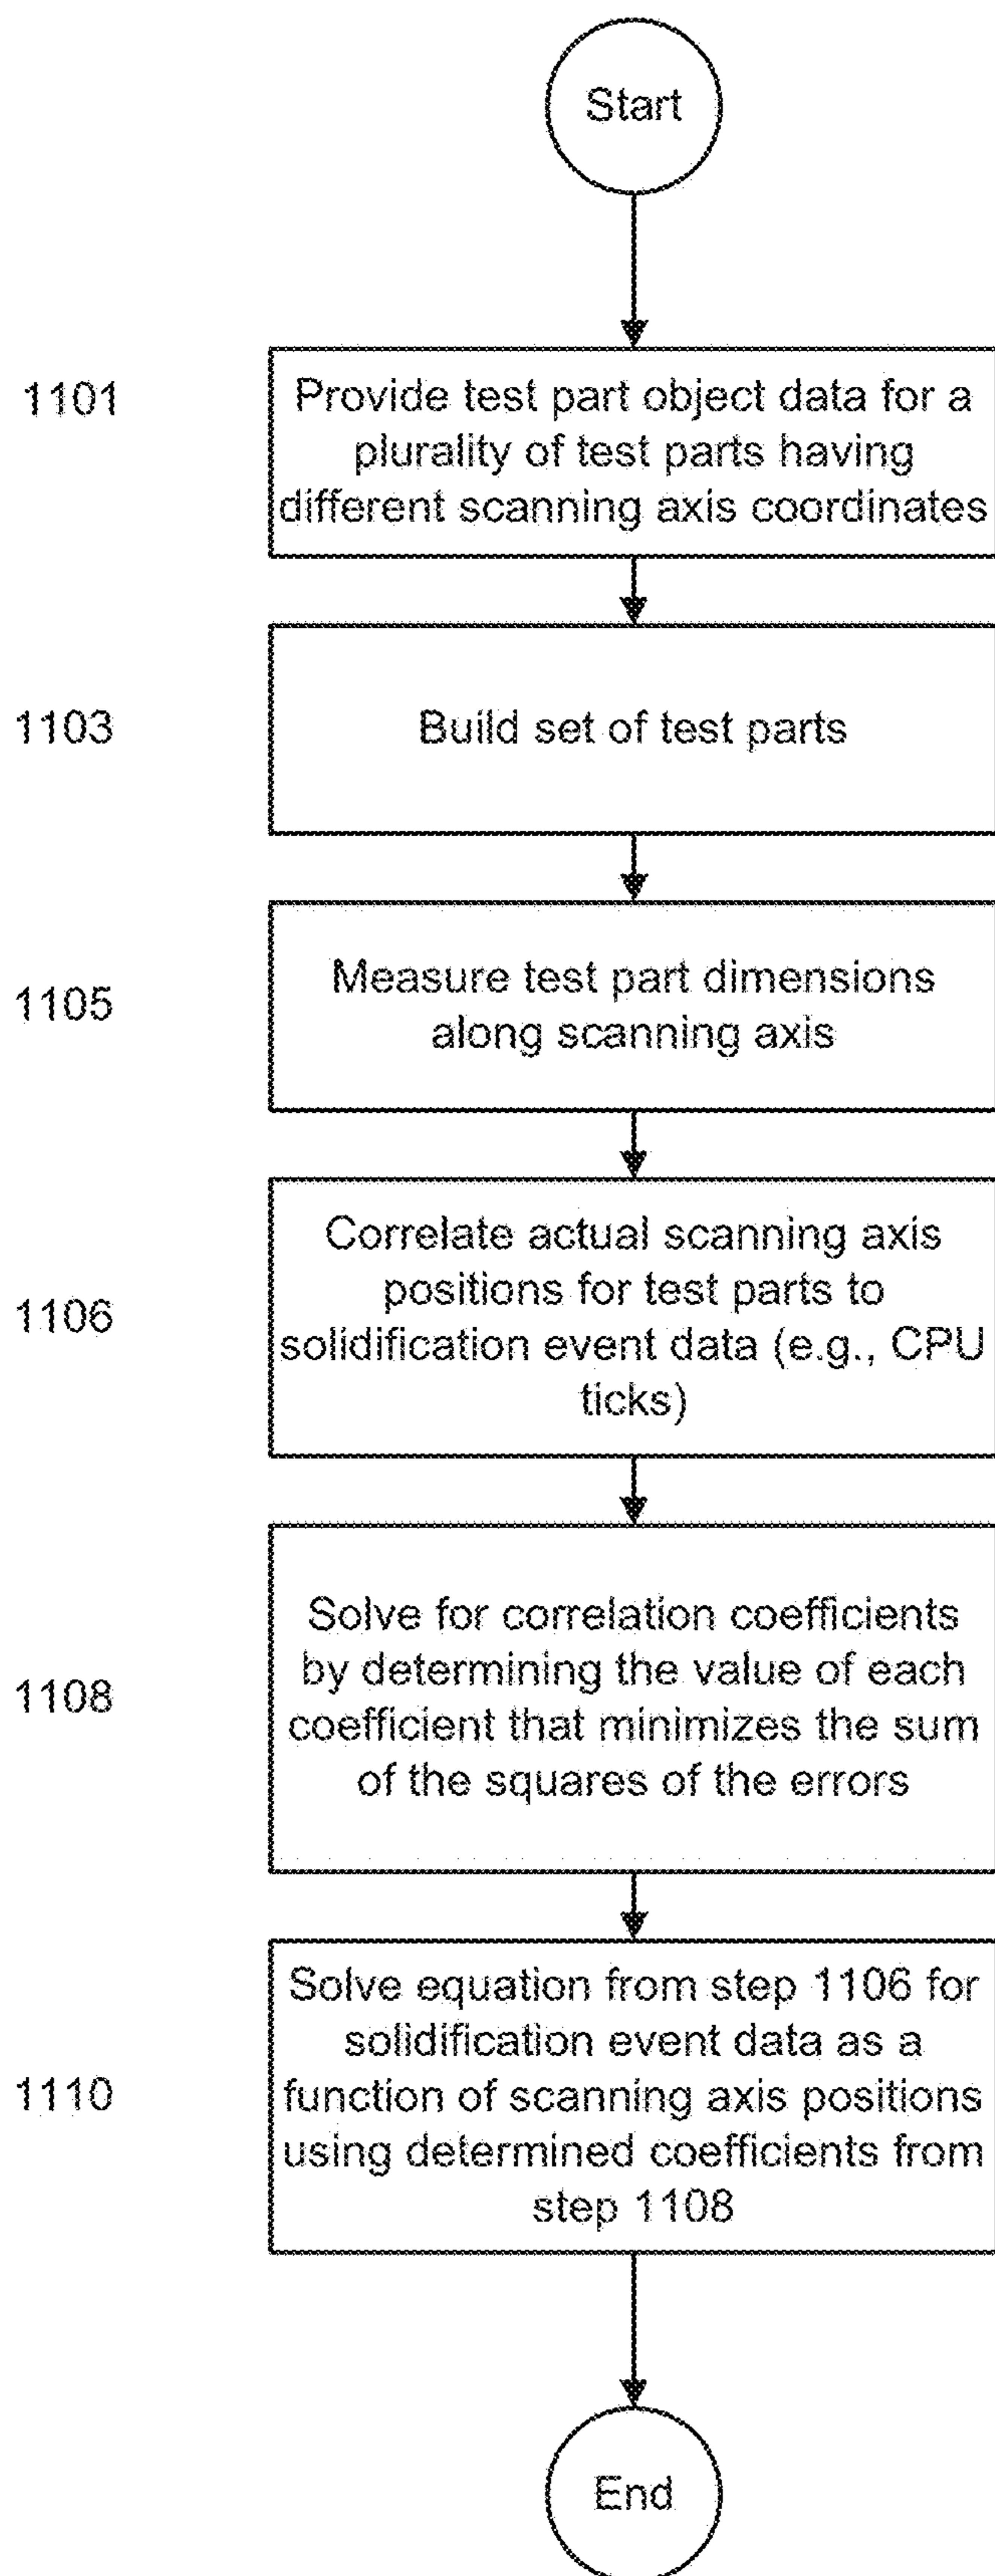 Start
1101
Provide test part object data for a
plurality of test parts having
different scanning axis coordinates
1103
Build set of test parts
1105
Measure test part dimensions
along scanning axis
1106
Correlate actual scanning axis
positions for test parts to
solidification event data (e.g., CPU
ticks)
1108
Solve for correlation coefficients
by determining the value of each
coefficient that minimizes the sum
of the squares of the errors
1110
Solve equation from step 1106 for
solidification event data as a
function of scanning axis positions
using determined coefficients from
step 1108
End